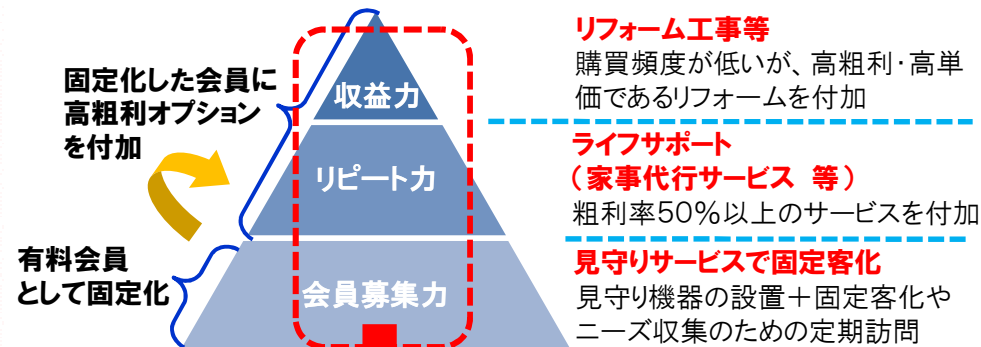 固定化した会員に
高粗利オプション
を付加
有料会員
として固定化
収益力
リピート力
会員募集力
リフォーム工事等
購買頻度が低いが、高粗利・高単
価であるリフォームを付加
ライフサポート
（家事代行サービス 等）
粗利率50％以上のサービスを付加
見守りサービスで固定客化
見守り機器の設置＋固定客化や
ニーズ収集のための定期訪問